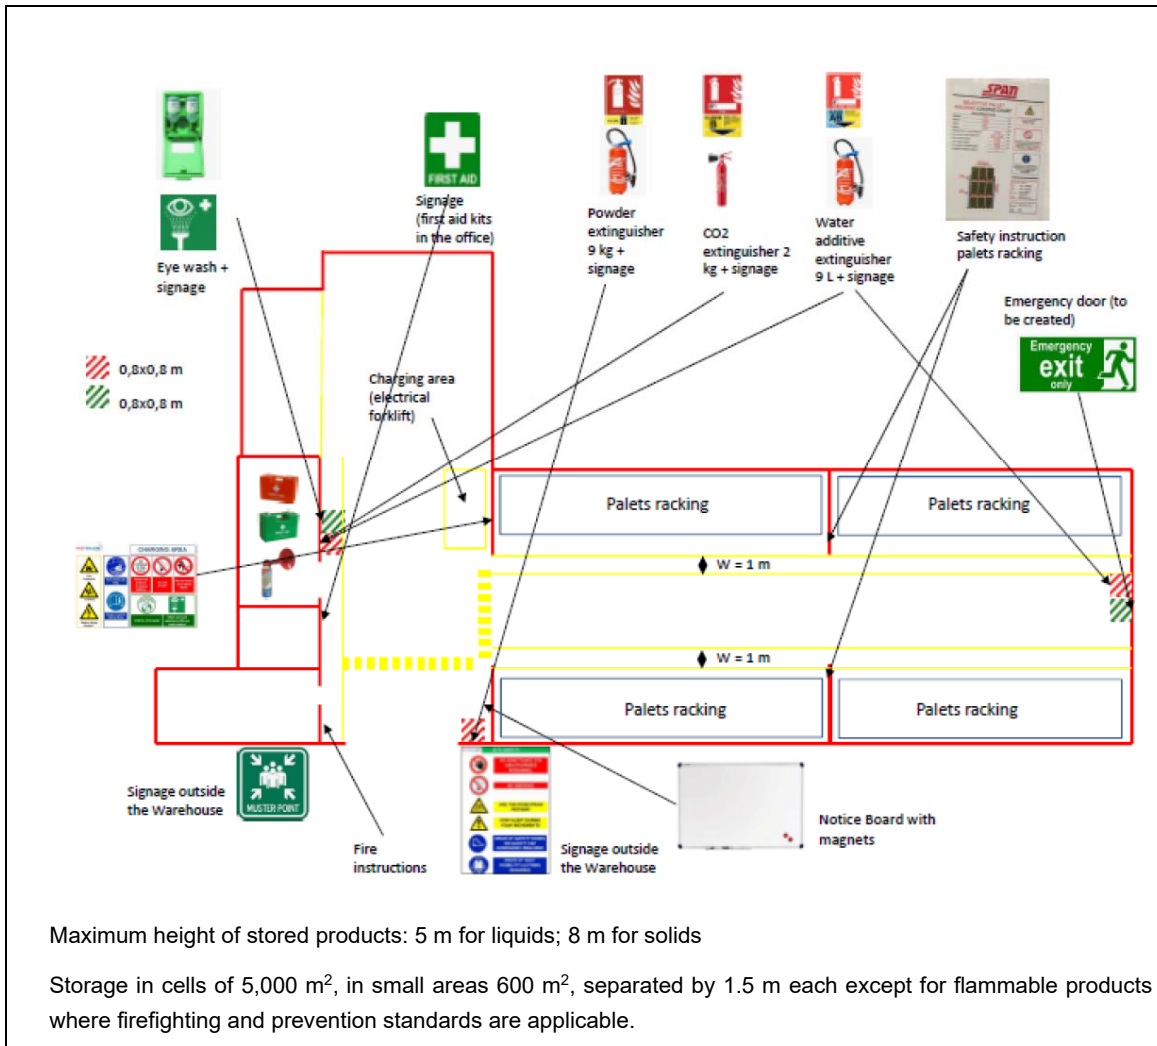 SPAN
FIRST AID
Signage
(first aid kits
in the office)
Eye wash +
signage
Powder
extinguisher
9 kg +
signage
CO2
extinguisher 2
kg + signage
Water
additive
extinguisher
9 L + signage
Safety instruction
palets racking
Emergency door (to
be created)
Emergency
exit
only
0,8x0,8 m
0,8x0,8 m
Charging area
(electrical
forklift)
Palets racking
Palets racking
CHARGING AREA
W = 1 m
W = 1 m
Palets racking
Palets racking
Signage outside
the Warehouse
MUSTER POINT
Fire
instructions
Signage outside
the Warehouse
Notice Board with
magnets
Maximum height of stored products: 5 m for liquids; 8 m for solids
Storage in cells of 5,000 m², in small areas 600 m², separated by 1.5 m each except for flammable products
where firefighting and prevention standards are applicable.